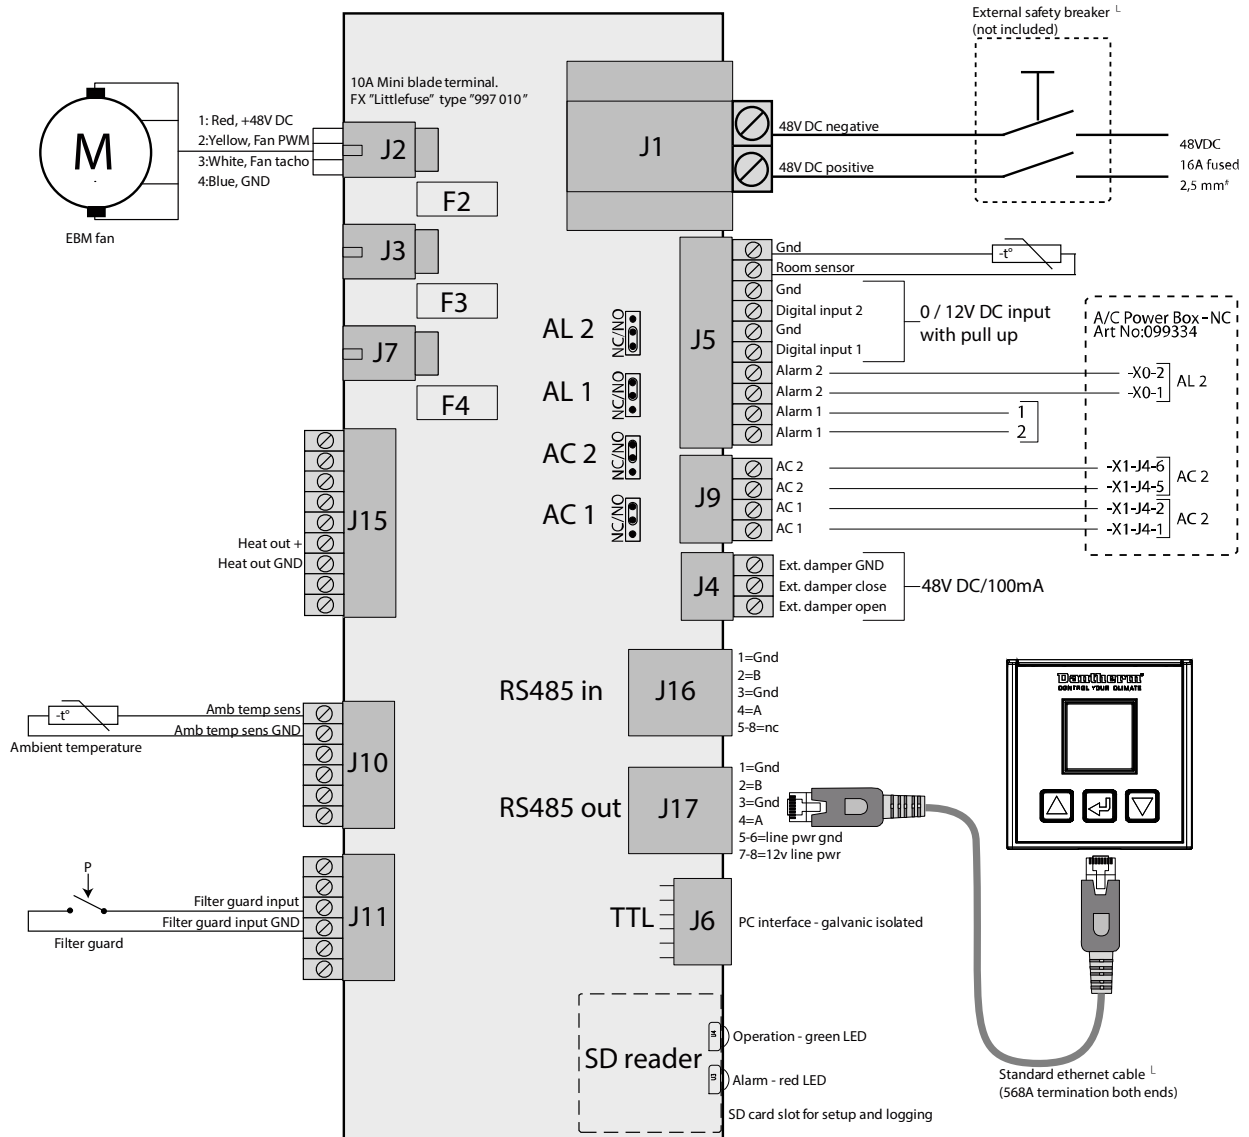 External safety breaker └
(not included)
10A Mini blade terminal.
FX "Littlefuse" type "997 010"
1: Red, +48V DC
2:Yellow, Fan PWM
3:White, Fan tacho
4:Blue, GND
M
EBM fan
J2
F2
J3
F3
J7
F4
J1
48V DC negative
48V DC positive
48VDC
16A fused
J5
Gnd
Room sensor
Gnd
Digital input 2
Gnd
Digital input 1
Alarm 2
Alarm 2
Alarm 1
Alarm 1
-t°
0 / 12V DC input
with pull up
1
2
A/C Power Box - NC
Art No:099334
-X0-2
-X0-1
AL 2
-X1-J4-6
-X1-J4-5
AC 2
-X1-J4-2
-X1-J4-1
AC 2
AL 2
NC/NO
AL 1
NC/NO
AC 2
NC/NO
AC 1
NC/NO
J9
AC 2
AC 2
AC 1
AC 1
J15
Heat out +
Heat out GND
J4
Ext. damper GND
Ext. damper close
Ext. damper open
48V DC/100mA
RS485 in
J16
1=Gnd
2=B
3=Gnd
4=A
5-8=nc
Dantherm®
CONTROL YOUR CLIMATE
-t°
Ambient temperature
Amb temp sens
Amb temp sens GND
J10
RS485 out
J17
1=Gnd
2=B
3=Gnd
4=A
5-6=line pwr gnd
7-8=12v line pwr
P
Filter guard
Filter guard input
Filter guard input GND
J11
TTL
J6
PC interface - galvanic isolated
SD reader
Operation - green LED
Alarm - red LED
SD card slot for setup and logging
Standard ethernet cable └
(568A termination both ends)